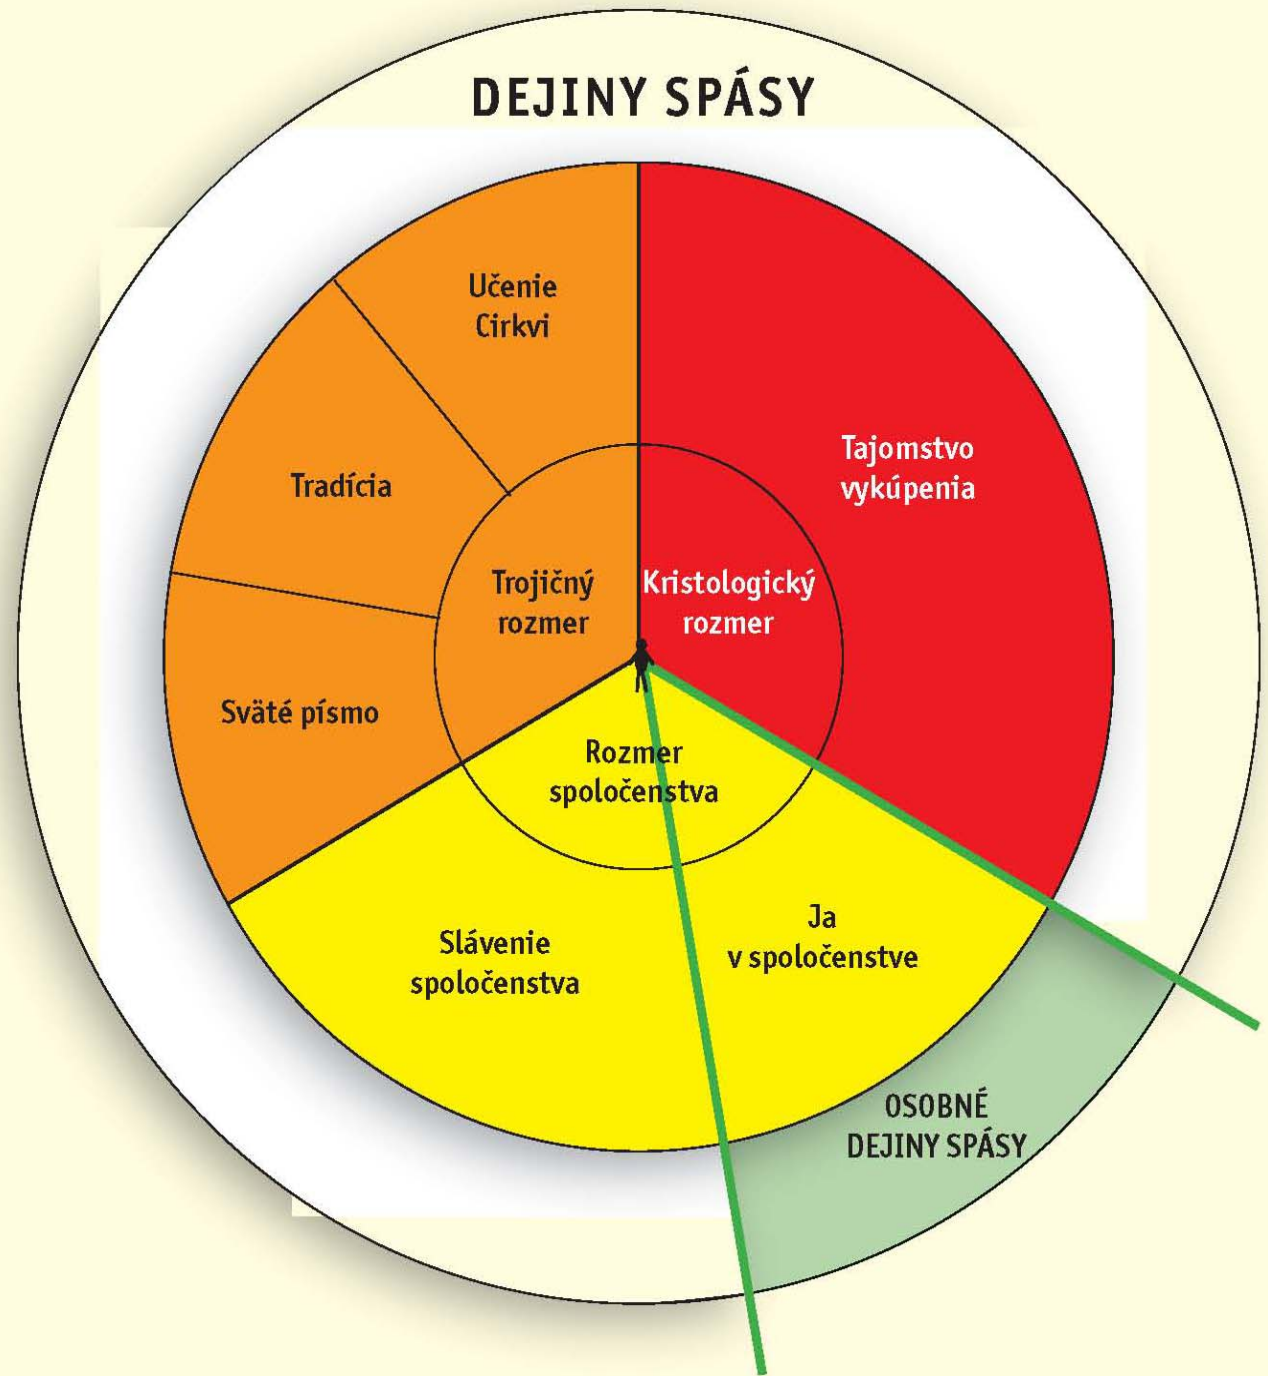 DEJINY SPÁSY
Učenie
Cirkvi
Tradícia
Sväté písmo
Trojičný
rozmer
Kristologický
rozmer
Tajomstvo
vykúpenia
Rozmer
spoločenstva
Slávenie
spoločenstva
Ja
v spoločenstve
OSOBNÉ
DEJINY SPÁSY